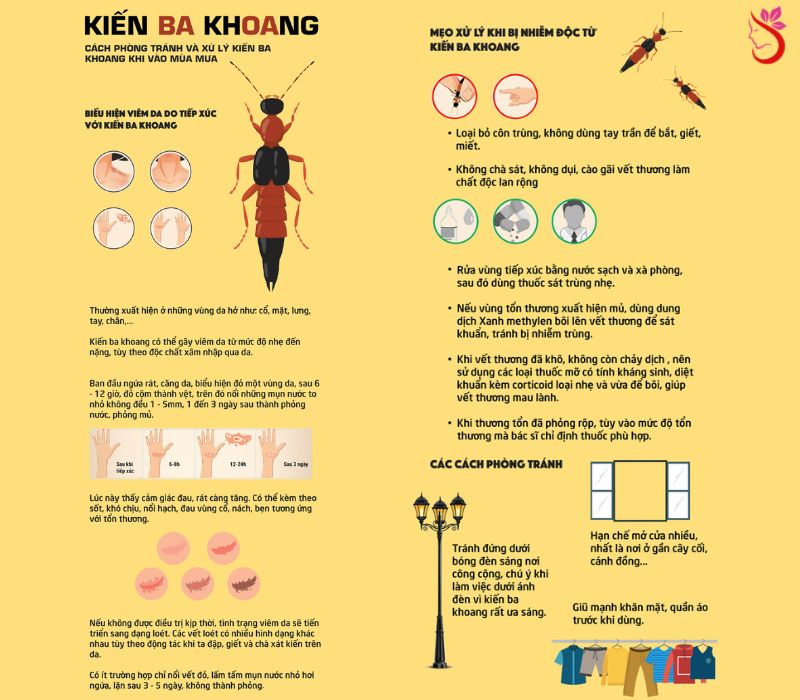 KIẾN BA KHOANG
CÁCH PHÒNG TRÁNH VÀ XỬ LÝ KIẾN BA
KHOANG KHI VÀO MÙA MƯA
BIỂU HIỆN VIÊM DA DO TIẾP XÚC
VỚI KIẾN BA KHOANG
Thường xuất hiện ở những vùng da hở như: cổ, mặt, lưng,
tay, chân,...
Kiến ba khoang có thể gây viêm da từ mức độ nhẹ đến
nặng, tùy theo độc chất xâm nhập qua da.
Ban đầu ngứa rát, căng da, biểu hiện đỏ một vùng da, sau 6
- 12 giờ, đỏ cộm thành vệt, trên đó nổi những mụn nước to
nhỏ không đều 1 - 5mm, 1 đến 3 ngày sau thành phỏng
nước, phỏng mủ.
Sau khi
tiếp xúc
6-8h
12-24h
Sau 3 ngày
Lúc này thấy cảm giác đau, rát càng tăng. Có thể kèm theo
sốt, khó chịu, nổi hạch, đau vùng cổ, nách, bẹn tương ứng
với tổn thương.
Nếu không được điều trị kịp thời, tình trạng viêm da sẽ tiến
triển sang dạng loét. Các vết loét có nhiều hình dạng khác
nhau tùy theo động tác khi ta đập, giết và chà xát kiến trên
da.
Có ít trường hợp chỉ nổi vết đỏ, lấm tấm mụn nước nhỏ hơi
ngứa, lặn sau 3 - 5 ngày, không thành phỏng.
MẸO XỬ LÝ KHI BỊ NHIỄM ĐỘC TỪ
KIẾN BA KHOANG
• Loại bỏ côn trùng, không dùng tay trần để bắt, giết,
miết.
• Không chà sát, không dụi, cào gãi vết thương làm
chất độc lan rộng
• Rửa vùng tiếp xúc bằng nước sạch và xà phòng,
sau đó dùng thuốc sát trùng nhẹ.
• Nếu vùng tổn thương xuất hiện mủ, dùng dung
dịch Xanh methylen bôi lên vết thương để sát
khuẩn, tránh bị nhiễm trùng.
• Khi vết thương đã khô, không còn chảy dịch , nên
sử dụng các loại thuốc mỡ có tính kháng sinh, diệt
khuẩn kèm corticoid loại nhẹ và vừa để bôi, giúp
vết thương mau lành.
• Khi thương tổn đã phỏng rộp, tùy vào mức độ tổn
thương mà bác sĩ chỉ định thuốc phù hợp.
CÁC CÁCH PHÒNG TRÁNH
Tránh đứng dưới
bóng đèn sáng nơi
công cộng, chú ý khi
làm việc dưới ánh
đèn vì kiến ba
khoang rất ưa sáng.
Hạn chế mở cửa nhiều,
nhất là nơi ở gần cây cối,
cánh đồng...
Giũ mạnh khăn mặt, quần áo
trước khi dùng.